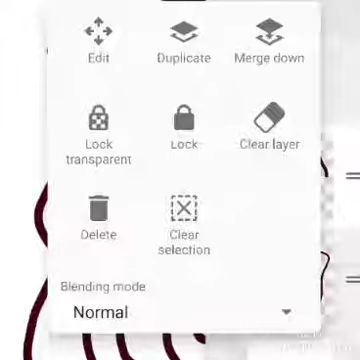 Edit Duplicate Merge down
Lock transparent Lock Clear layer
Delete Clear selection
Blending mode
Normal